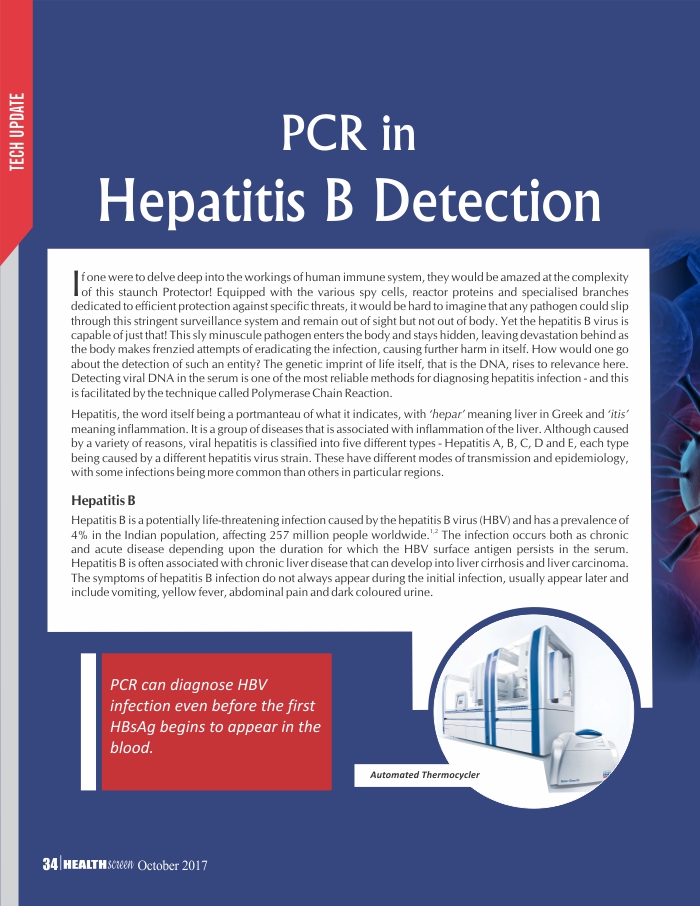 TECH UPDATE
PCR in
Hepatitis B Detection
If one were to delve deep into the workings of human immune system, they would be amazed at the complexity
of this staunch Protector! Equipped with the various spy cells, reactor proteins and specialised branches
dedicated to efficient protection against specific threats, it would be hard to imagine that any pathogen could slip
through this stringent surveillance system and remain out of sight but not out of body. Yet the hepatitis B virus is
capable of just that! This sly minuscule pathogen enters the body and stays hidden, leaving devastation behind as
the body makes frenzied attempts of eradicating the infection, causing further harm in itself. How would one go
about the detection of such an entity? The genetic imprint of life itself, that is the DNA, rises to relevance here.
Detecting viral DNA in the serum is one of the most reliable methods for diagnosing hepatitis infection - and this
is facilitated by the technique called Polymerase Chain Reaction.
Hepatitis, the word itself being a portmanteau of what it indicates, with ‘hepar’ meaning liver in Greek and ‘itis’
meaning inflammation. It is a group of diseases that is associated with inflammation of the liver. Although caused
by a variety of reasons, viral hepatitis is classified into five different types - Hepatitis A, B, C, D and E, each type
being caused by a different hepatitis virus strain. These have different modes of transmission and epidemiology,
with some infections being more common than others in particular regions.
Hepatitis B
Hepatitis B is a potentially life-threatening infection caused by the hepatitis B virus (HBV) and has a prevalence of
4% in the Indian population, affecting 257 million people worldwide.1,2 The infection occurs both as chronic
and acute disease depending upon the duration for which the HBV surface antigen persists in the serum.
Hepatitis B is often associated with chronic liver disease that can develop into liver cirrhosis and liver carcinoma.
The symptoms of hepatitis B infection do not always appear during the initial infection, usually appear later and
include vomiting, yellow fever, abdominal pain and dark coloured urine.
PCR can diagnose HBV
infection even before the first
HBsAg begins to appear in the
blood.
Automated Thermocycler
34 HEALTHscreen October 2017